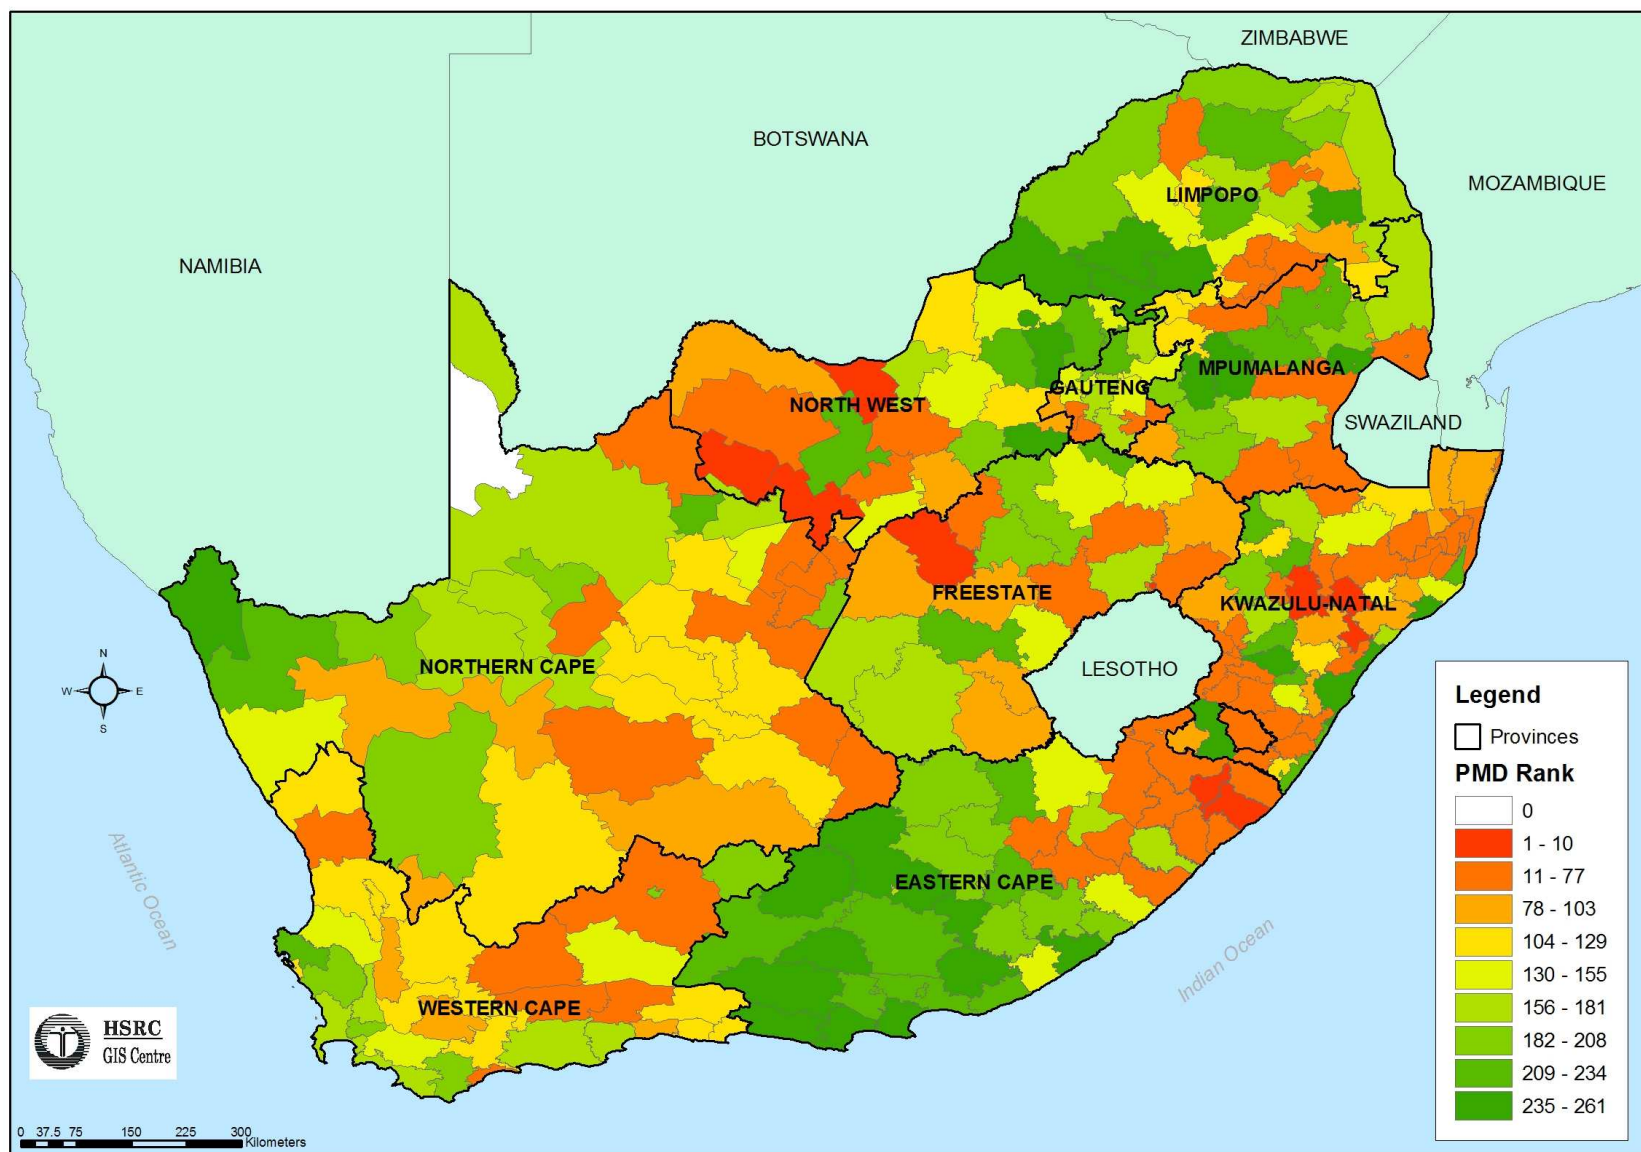 ZIMBABWE
BOTSWANA
MOZAMBIQUE
LIMPOPO
NAMIBIA
MPUMALANGA
GAUTENG
NORTH WEST
SWAZILAND
FREESTATE
KWAZULU-NATAL
NORTHERN CAPE
LESOTHO
N
W
E
S
EASTERN CAPE
WESTERN CAPE
Atlantic Ocean
Indian Ocean
Legend
Provinces
PMD Rank
0
1 - 10
11 - 77
78 - 103
104 - 129
130 - 155
156 - 181
182 - 208
209 - 234
235 - 261
HSRC
GIS Centre
0 37.5 75 150 225 300
Kilometers